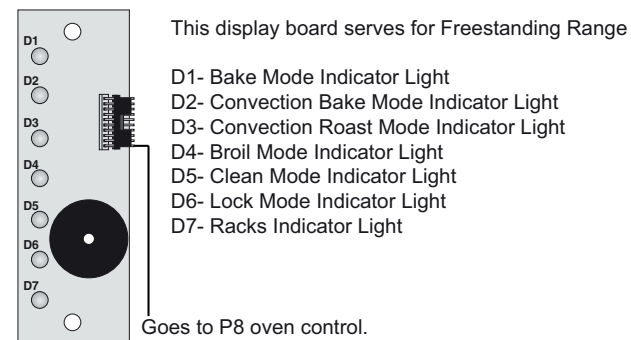 This display board serves for Freestanding Range
D1
D2
D3
D4
D5
D6
D7
D1- Bake Mode Indicator Light
D2- Convection Bake Mode Indicator Light
D3- Convection Roast Mode Indicator Light
D4- Broil Mode Indicator Light
D5- Clean Mode Indicator Light
D6- Lock Mode Indicator Light
D7- Racks Indicator Light
Goes to P8 oven control.